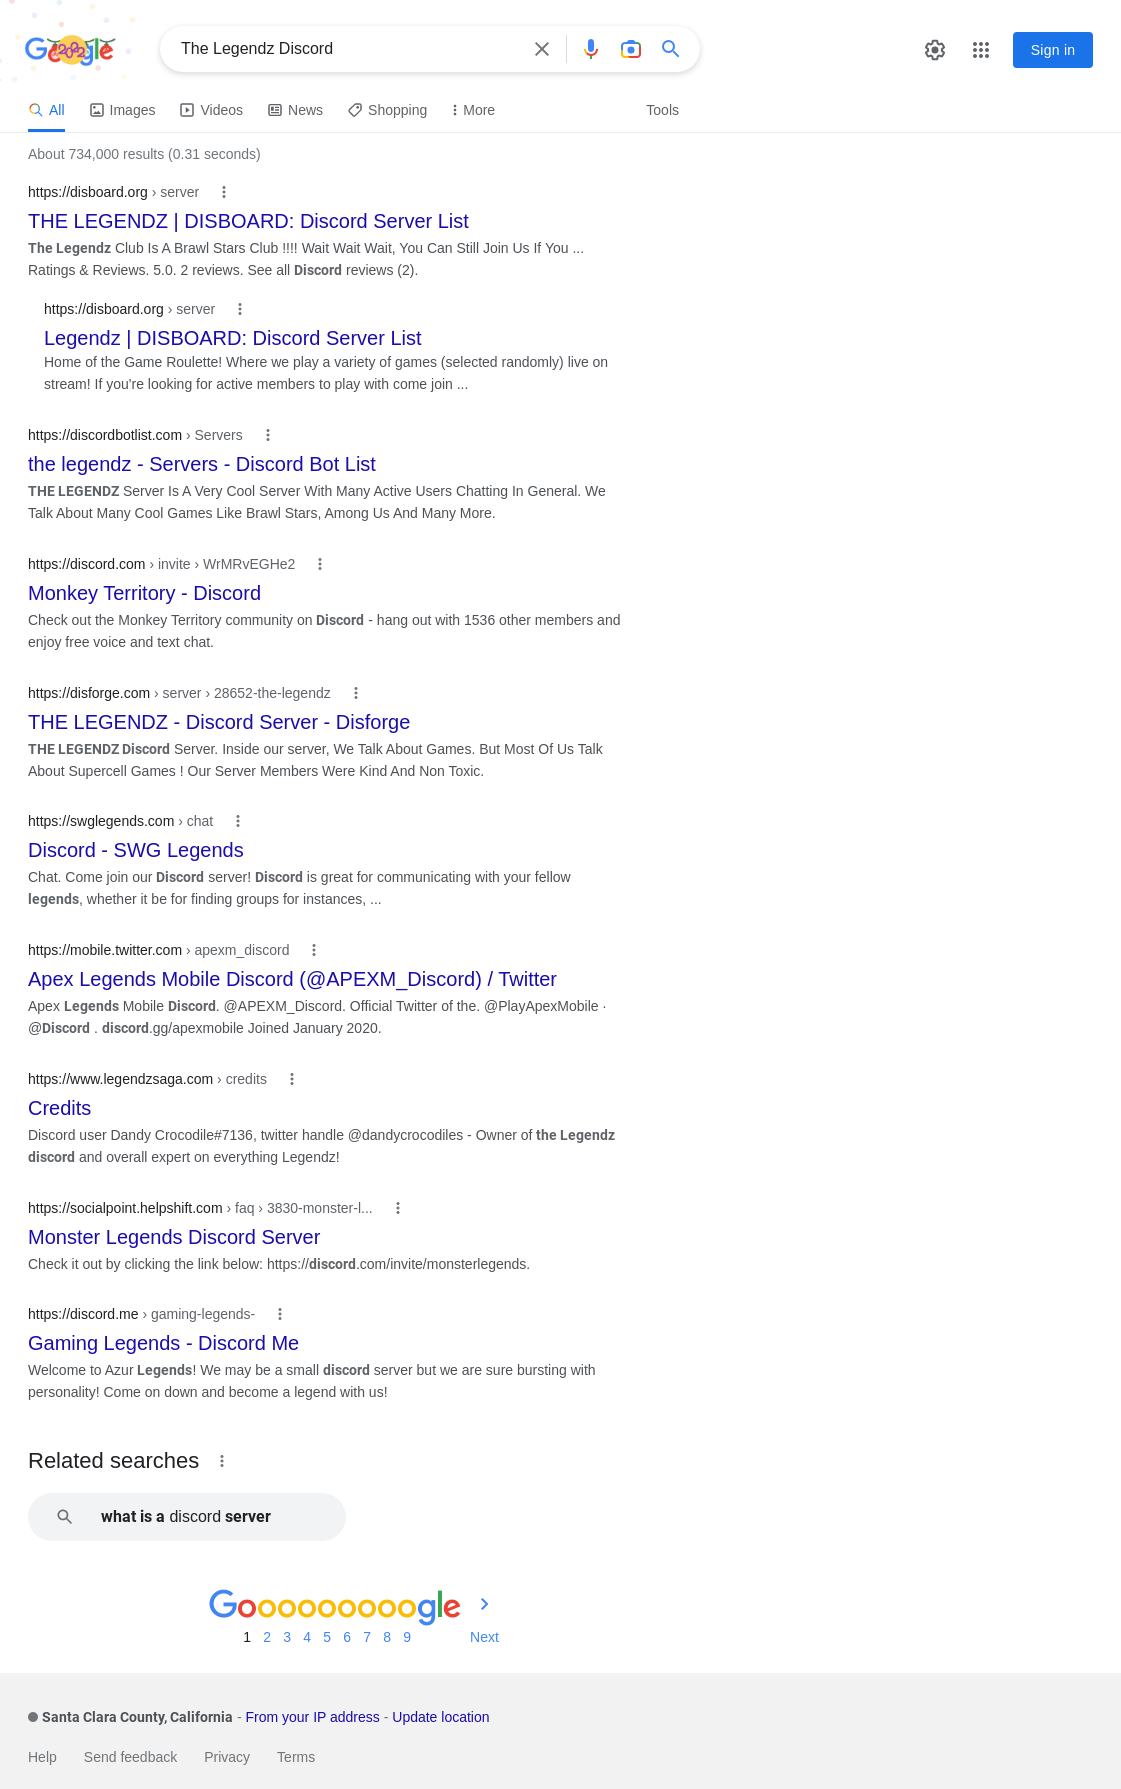 Google
The Legendz Discord
Sign in
All
Images
Videos
News
Shopping
More
Tools
About 734,000 results (0.31 seconds)
https://disboard.org › server
THE LEGENDZ | DISBOARD: Discord Server List
The Legendz Club Is A Brawl Stars Club !!!! Wait Wait Wait, You Can Still Join Us If You ...
Ratings & Reviews. 5.0. 2 reviews. See all Discord reviews (2).
https://disboard.org › server
Legendz | DISBOARD: Discord Server List
Home of the Game Roulette! Where we play a variety of games (selected randomly) live on
stream! If you're looking for active members to play with come join ...
https://discordbotlist.com › Servers
the legendz - Servers - Discord Bot List
THE LEGENDZ Server Is A Very Cool Server With Many Active Users Chatting In General. We
Talk About Many Cool Games Like Brawl Stars, Among Us And Many More.
https://discord.com › invite › WrMRvEGHe2
Monkey Territory - Discord
Check out the Monkey Territory community on Discord - hang out with 1536 other members and
enjoy free voice and text chat.
https://disforge.com › server › 28652-the-legendz
THE LEGENDZ - Discord Server - Disforge
THE LEGENDZ Discord Server. Inside our server, We Talk About Games. But Most Of Us Talk
About Supercell Games ! Our Server Members Were Kind And Non Toxic.
https://swglegends.com › chat
Discord - SWG Legends
Chat. Come join our Discord server! Discord is great for communicating with your fellow
legends, whether it be for finding groups for instances, ...
https://mobile.twitter.com › apexm_discord
Apex Legends Mobile Discord (@APEXM_Discord) / Twitter
Apex Legends Mobile Discord. @APEXM_Discord. Official Twitter of the. @PlayApexMobile ·
@Discord . discord.gg/apexmobile Joined January 2020.
https://www.legendzsaga.com › credits
Credits
Discord user Dandy Crocodile#7136, twitter handle @dandycrocodiles - Owner of the Legendz
discord and overall expert on everything Legendz!
https://socialpoint.helpshift.com › faq › 3830-monster-l...
Monster Legends Discord Server
Check it out by clicking the link below: https://discord.com/invite/monsterlegends.
https://discord.me › gaming-legends-
Gaming Legends - Discord Me
Welcome to Azur Legends! We may be a small discord server but we are sure bursting with
personality! Come on down and become a legend with us!
Related searches
what is a discord server
Goooooooooogle
1 2 3 4 5 6 7 8 9 Next
Santa Clara County, California - From your IP address - Update location
Help Send feedback Privacy Terms